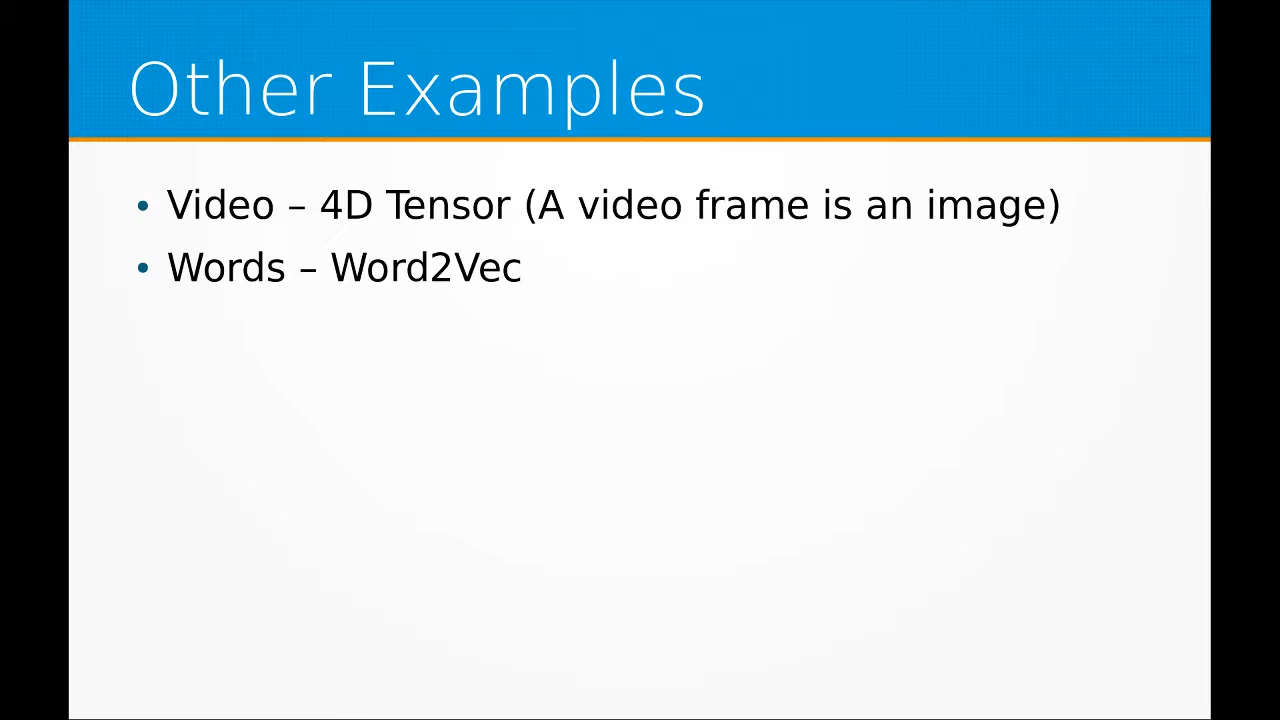 Other Examples
• Video – 4D Tensor (A video frame is an image)
• Words – Word2Vec